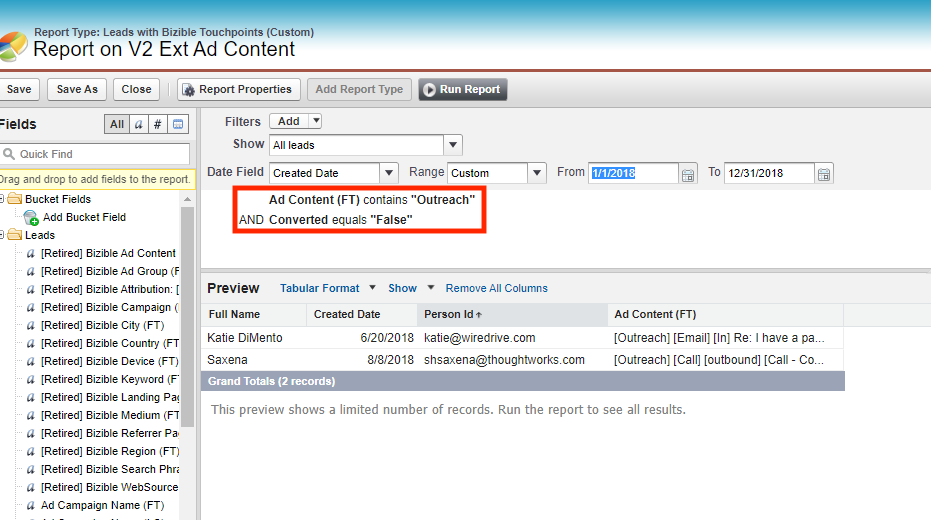 Report Type: Leads with Bizible Touchpoints (Custom)
Report on V2 Ext Ad Content
Save Save As Close Report Properties Add Report Type Run Report
Fields All a #
Quick Find
Drag and drop to add fields to the report.
Bucket Fields
Add Bucket Field
Leads
a [Retired] Bizible Ad Content
a [Retired] Bizible Ad Group (F
a [Retired] Bizible Attribution: [
a [Retired] Bizible Campaign (
a [Retired] Bizible City (FT)
a [Retired] Bizible Country (FT
a [Retired] Bizible Device (FT)
a [Retired] Bizible Keyword (F
a [Retired] Bizible Landing Pag
a [Retired] Bizible Medium (FT
a [Retired] Bizible Referrer Pa
a [Retired] Bizible Region (FT)
a [Retired] Bizible Search Phra
a [Retired] Bizible WebSource
a Ad Campaign Name (FT)
Filters Add
Show All leads
Date Field Created Date Range Custom From 1/1/2018 To 12/31/2018
Ad Content (FT) contains "Outreach"
AND Converted equals "False"
Preview Tabular Format Show Remove All Columns
Full Name Created Date Person Id↑ Ad Content (FT)
Katie DiMento 6/20/2018 katie@wiredrive.com [Outreach] [Email] [In] Re: I have a pa...
Saxena 8/8/2018 shsaxena@thoughtworks.com [Outreach] [Call] [outbound] [Call - Co...
Grand Totals (2 records)
This preview shows a limited number of records. Run the report to see all results.